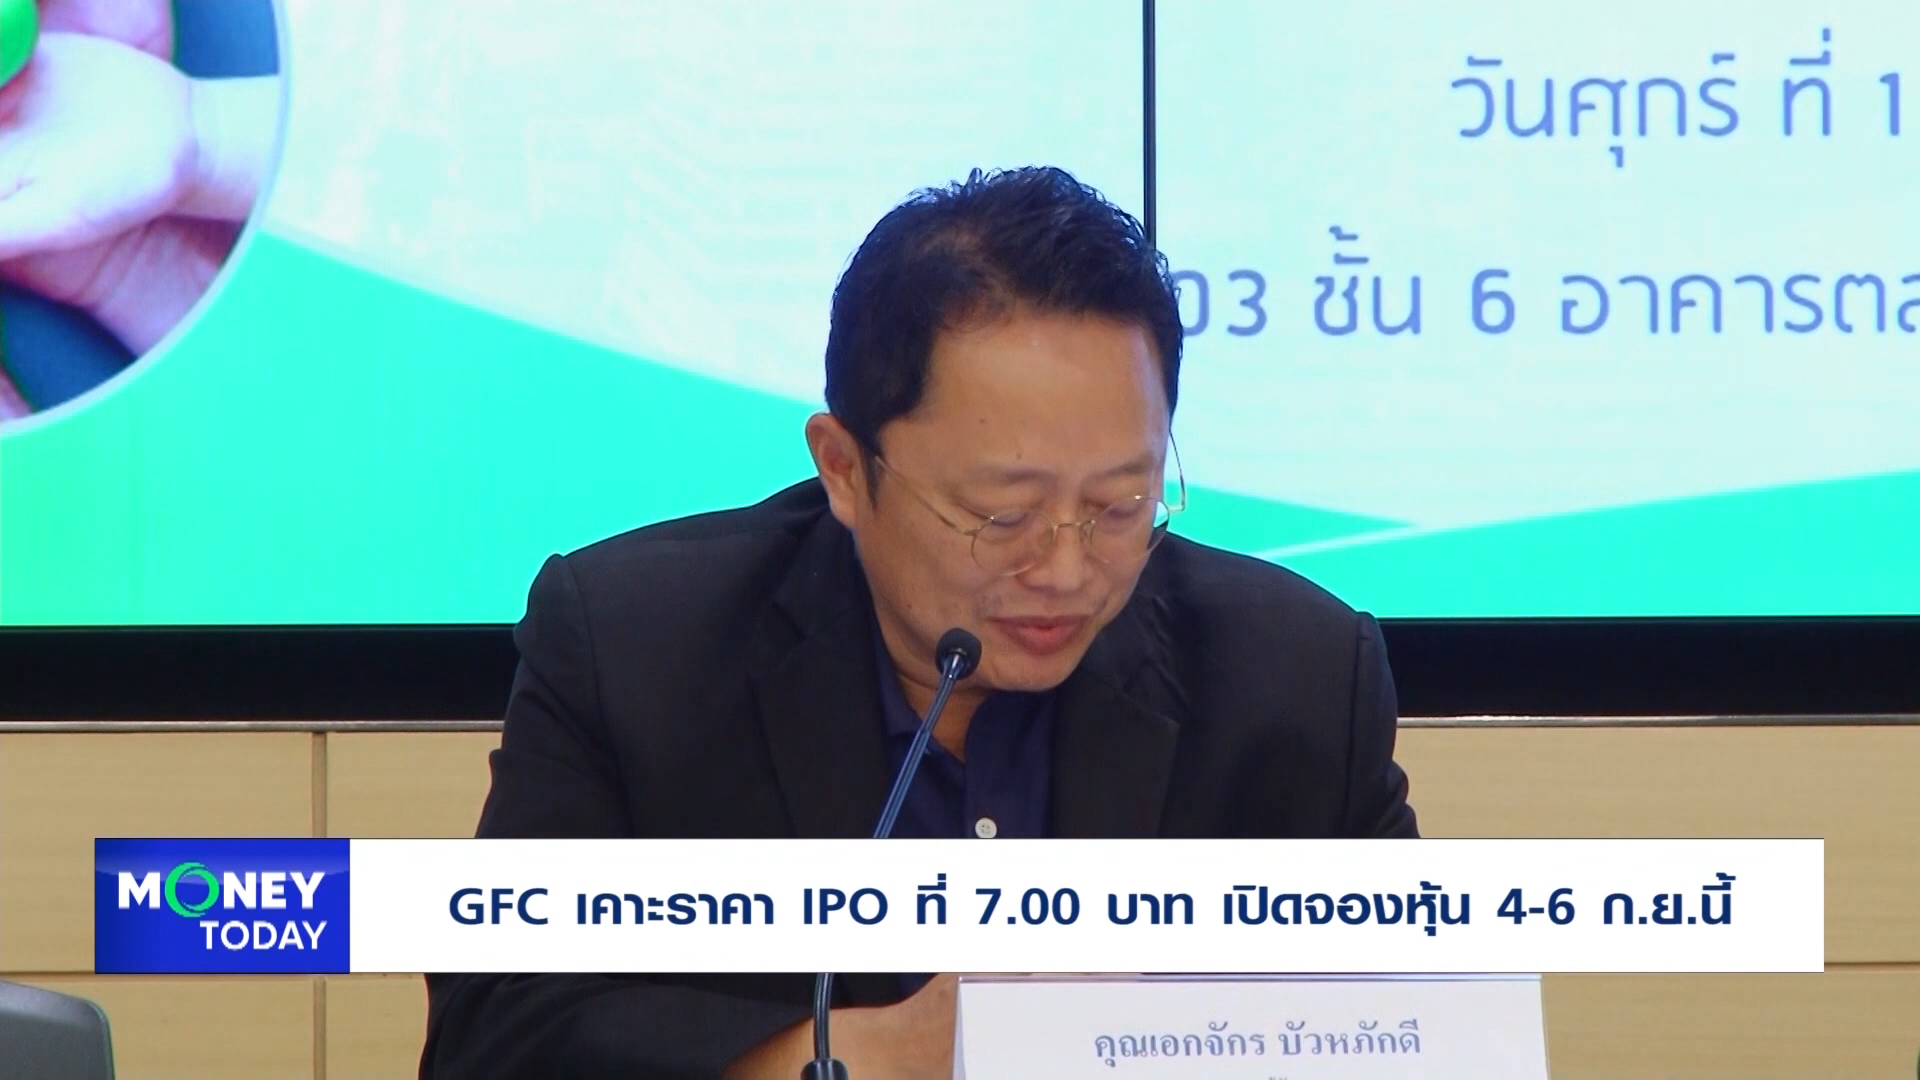 วันศุกร์ ที่ 1
03 ชั้น 6 อาคารตล
MONEY
TODAY
GFC เคาะราคา IPO ที่ 7.00 บาท เปิดจองหุ้น 4-6 ก.ย.นี้
คุณเอกจักร บัวหภักดี